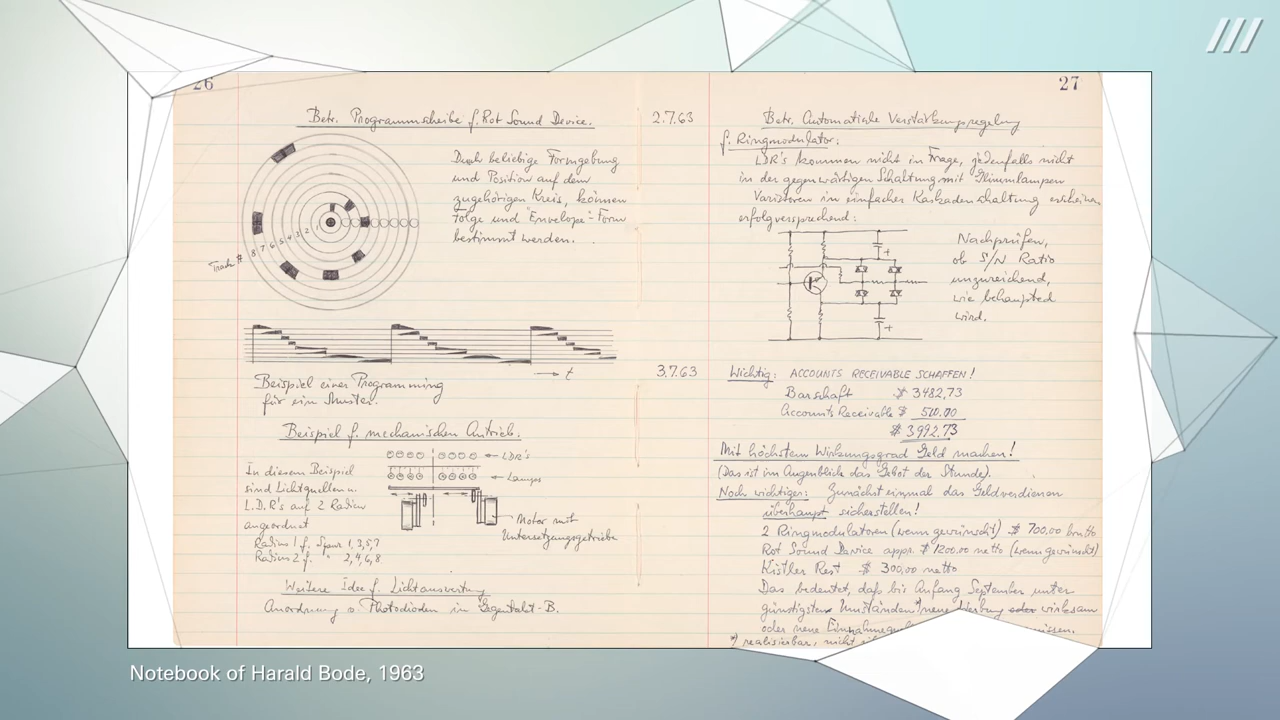 26
Betr. Programmscheibe f. Rot Sound Device.
Durch beliebige Formgebung
und Position auf dem
zugehörigen Kreis, können
Folge und "Envelope"-Form
bestimmt werden.
Track # 8 7 6 5 4 3 2 1
t
Beispiel einer Programming
für ein Muster.
Beispiel f. mechanischen Antrieb.
LDR's
Lamps
In diesem Beispiel
sind Lichtquellen u.
L.D.R's auf 2 Radien
angeordnet
Radius 1 f. Spur 1,3,5,7
Radius 2 f. " 2,4,6,8
Motor mit
Untersetzungsgetriebe
Weitere Idee f. Lichtauswertung
Anordnung v. Photodioden in Gegentakt-B.
27
2.7.63
Betr. Automatische Verstärkungsregelung
f. Ringmodulator:
LDR's kommen nicht in Frage, jedenfalls nicht
in der gegenwärtigen Schaltung mit Glimmlampen
Varistoren in einfacher Kaskadenschaltung erscheinen
erfolgversprechend:
Nachprüfen,
ob S/N Ratio
unzureichend,
wie behauptet
wird.
3.7.63
Wichtig: ACCOUNTS RECEIVABLE SCHAFFEN!
Barschaft $ 3482,73
Accounts Receivable $ 510.00
$ 3992.73
Mit höchstem Wirkungsgrad Geld machen!
(Das ist im Augenblick das Gebot der Stunde).
Noch wichtiger: Zunächst einmal das Geldverdienen
überhaupt sicherstellen!
2 Ringmodulatoren (wenn gewünscht) $ 700.00 brutto
Rot Sound Device appr. $ 1200.00 netto (wenn gewünscht)
Kistler Rest $ 300,00 netto
Das bedeutet, daß bis Anfang September unter
günstigsten Umständen *) neue Werbung oder wirksam
oder neue
*) realisierbar, nicht
Notebook of Harald Bode, 1963